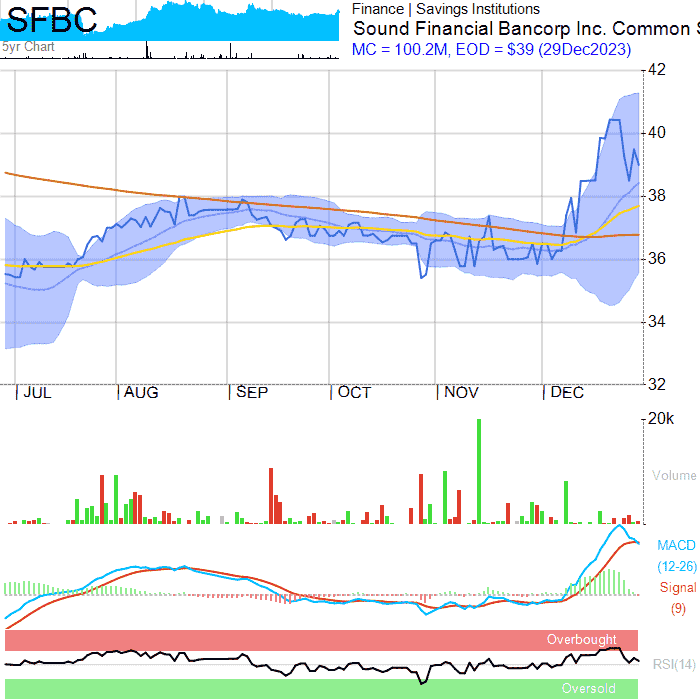 SFBC
5yr Chart
Finance | Savings Institutions
Sound Financial Bancorp Inc. Common S
MC = 100.2M, EOD = $39 (29Dec2023)
42
40
38
36
34
32
JUL AUG SEP OCT NOV DEC
20k
Volume
MACD
(12-26)
Signal
(9)
Overbought
RSI(14)
Oversold